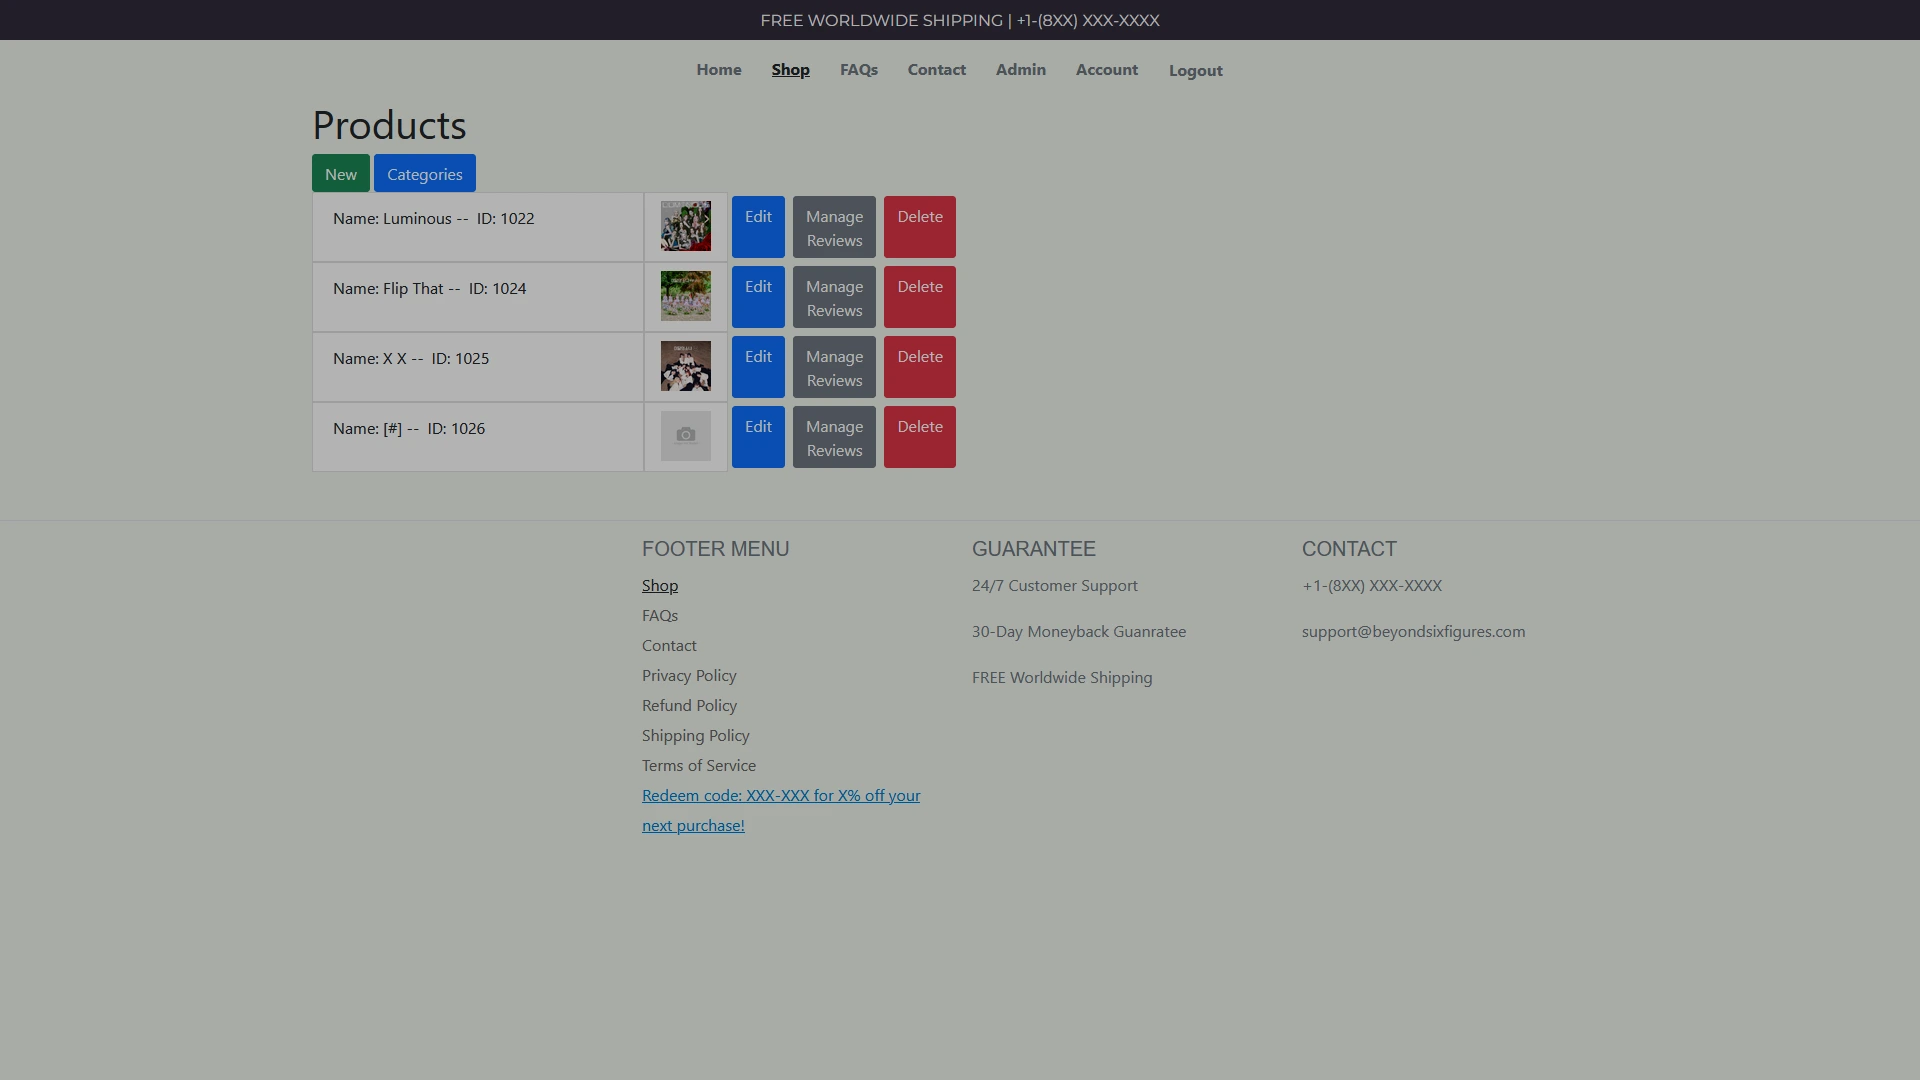 FREE WORLDWIDE SHIPPING | +1-(8XX) XXX-XXXX
Home Shop FAQs Contact Admin Account Logout
Products
New Categories
Name: Luminous -- ID: 1022 Edit Manage Reviews Delete
Name: Flip That -- ID: 1024 Edit Manage Reviews Delete
Name: X X -- ID: 1025 Edit Manage Reviews Delete
Name: [#] -- ID: 1026 Edit Manage Reviews Delete
FOOTER MENU
Shop
FAQs
Contact
Privacy Policy
Refund Policy
Shipping Policy
Terms of Service
Redeem code: XXX-XXX for X% off your
next purchase!
GUARANTEE
24/7 Customer Support
30-Day Moneyback Guanratee
FREE Worldwide Shipping
CONTACT
+1-(8XX) XXX-XXXX
support@beyondsixfigures.com